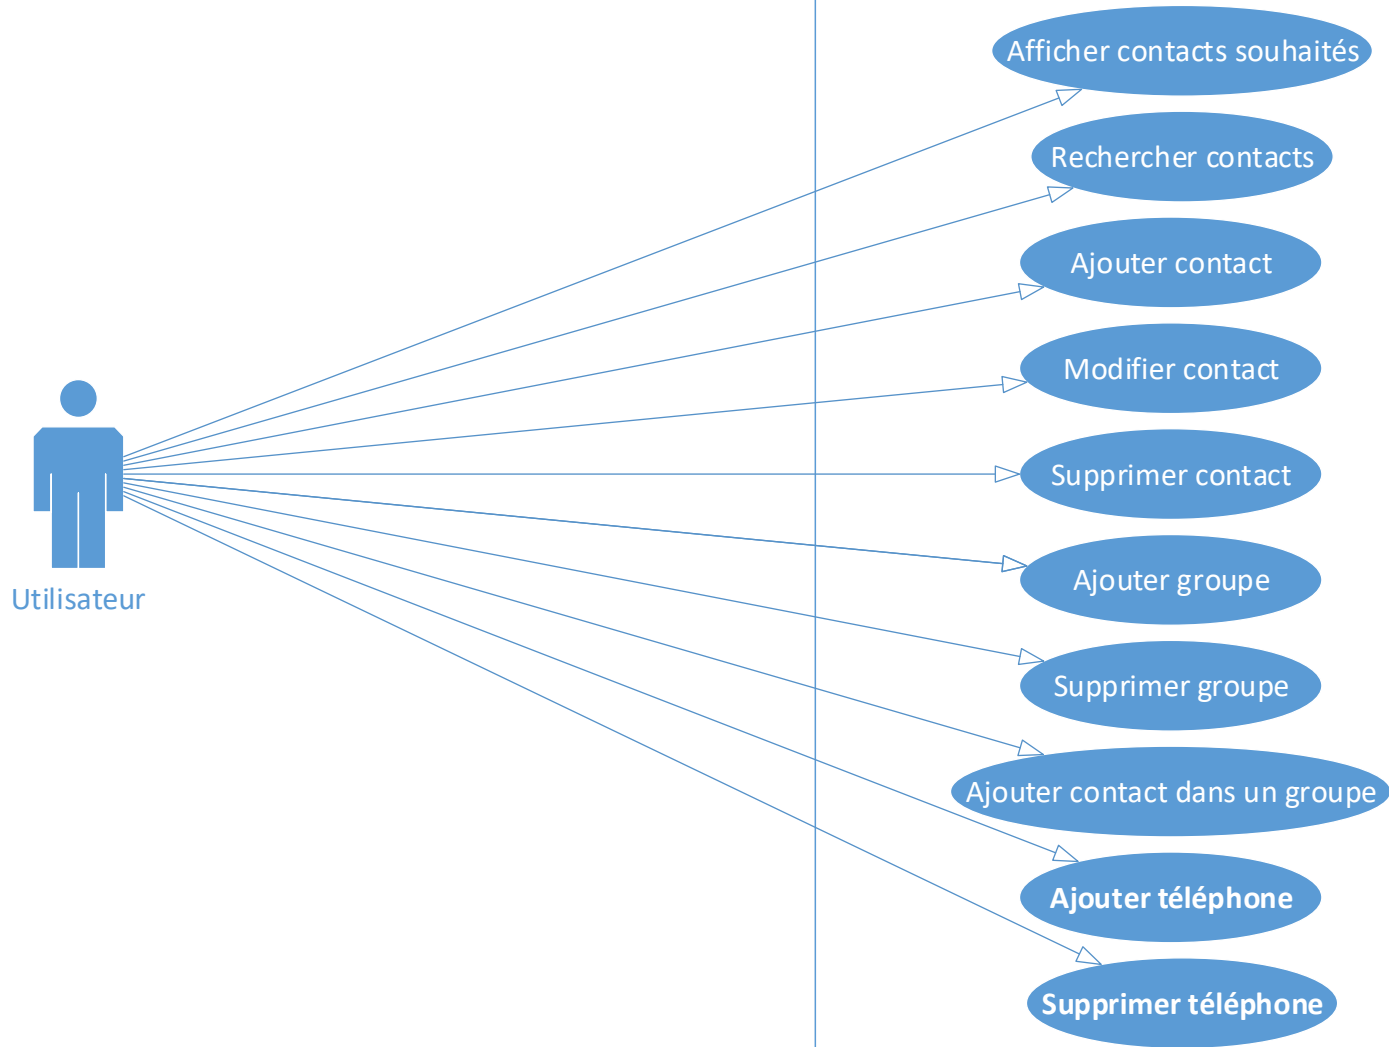 Afficher contacts souhaités
Rechercher contacts
Ajouter contact
Modifier contact
Supprimer contact
Utilisateur
Ajouter groupe
Supprimer groupe
Ajouter contact dans un groupe
Ajouter téléphone
Supprimer téléphone